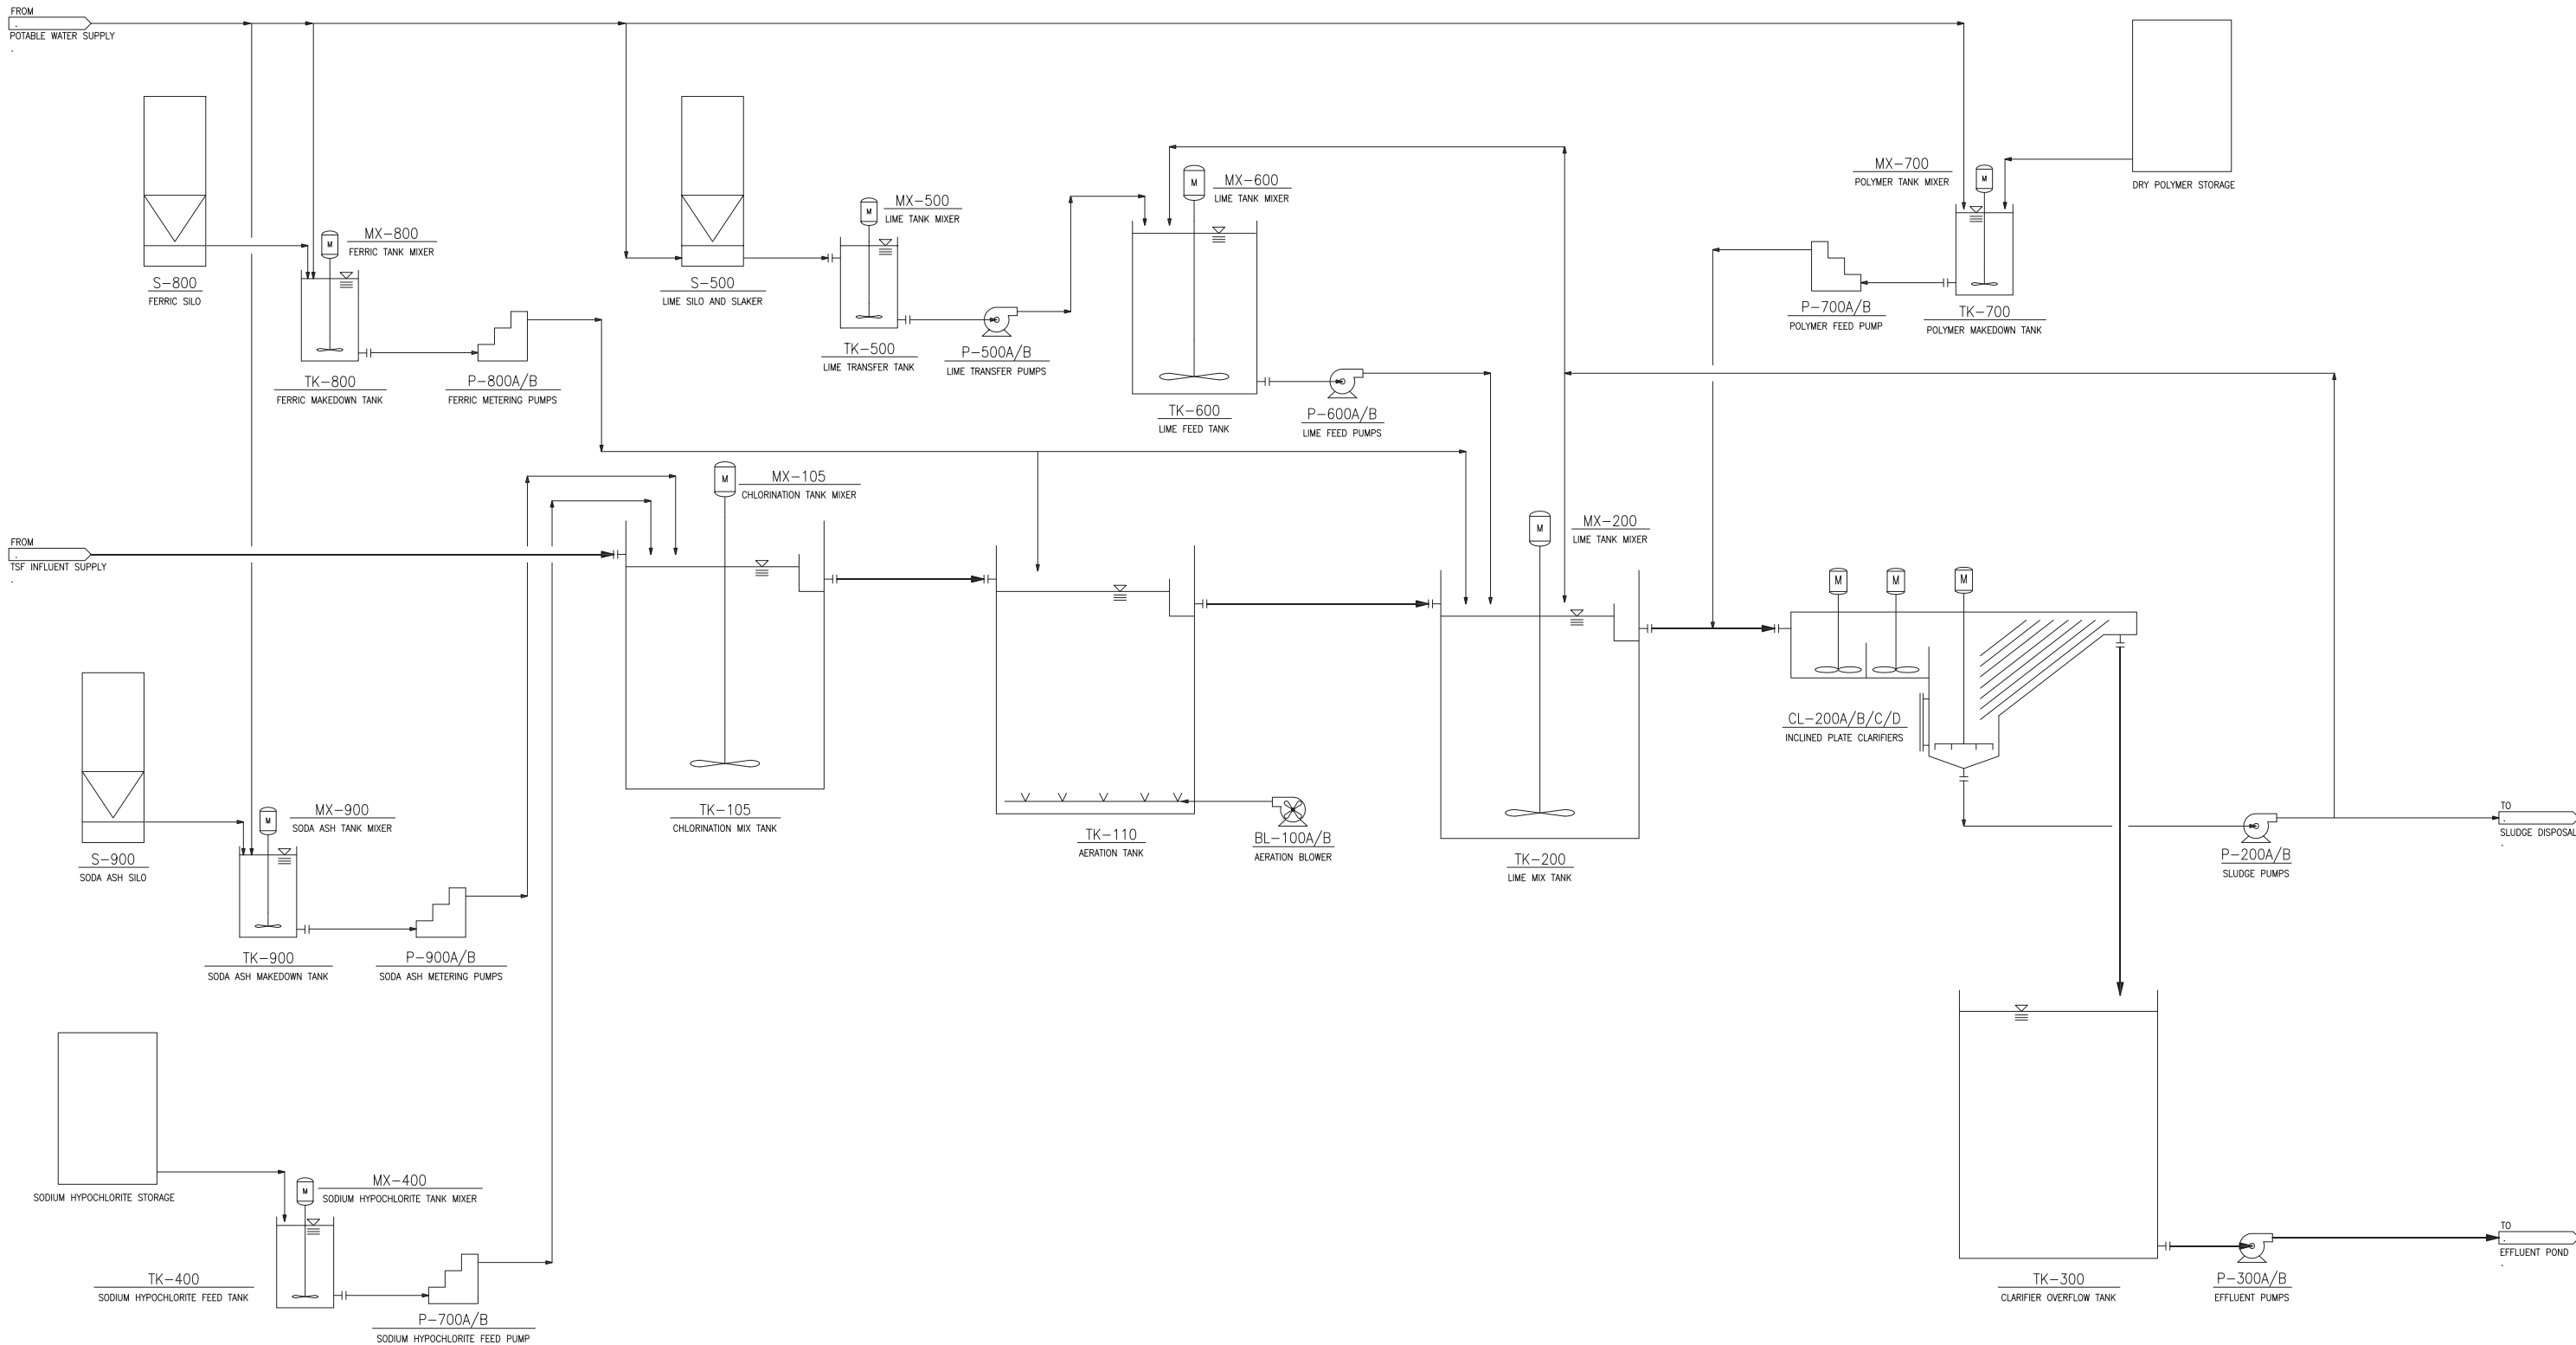 FROM
POTABLE WATER SUPPLY
DRY POLYMER STORAGE
MX-700
POLYMER TANK MIXER
MX-600
LIME TANK MIXER
MX-500
LIME TANK MIXER
MX-800
FERRIC TANK MIXER
S-800
FERRIC SILO
S-500
LIME SILO AND SLAKER
TK-500
LIME TRANSFER TANK
P-500A/B
LIME TRANSFER PUMPS
P-700A/B
POLYMER FEED PUMP
TK-700
POLYMER MAKEDOWN TANK
TK-800
FERRIC MAKEDOWN TANK
P-800A/B
FERRIC METERING PUMPS
TK-600
LIME FEED TANK
P-600A/B
LIME FEED PUMPS
MX-105
CHLORINATION TANK MIXER
MX-200
LIME TANK MIXER
FROM
TSF INFLUENT SUPPLY
M
M
M
M
M
M
M
M
M
M
M
CL-200A/B/C/D
INCLINED PLATE CLARIFIERS
MX-900
SODA ASH TANK MIXER
TK-105
CHLORINATION MIX TANK
TK-110
AERATION TANK
BL-100A/B
AERATION BLOWER
TK-200
LIME MIX TANK
TO
SLUDGE DISPOSAL
P-200A/B
SLUDGE PUMPS
S-900
SODA ASH SILO
TK-900
SODA ASH MAKEDOWN TANK
P-900A/B
SODA ASH METERING PUMPS
SODIUM HYPOCHLORITE STORAGE
MX-400
SODIUM HYPOCHLORITE TANK MIXER
TK-400
SODIUM HYPOCHLORITE FEED TANK
P-700A/B
SODIUM HYPOCHLORITE FEED PUMP
TK-300
CLARIFIER OVERFLOW TANK
P-300A/B
EFFLUENT PUMPS
TO
EFFLUENT POND